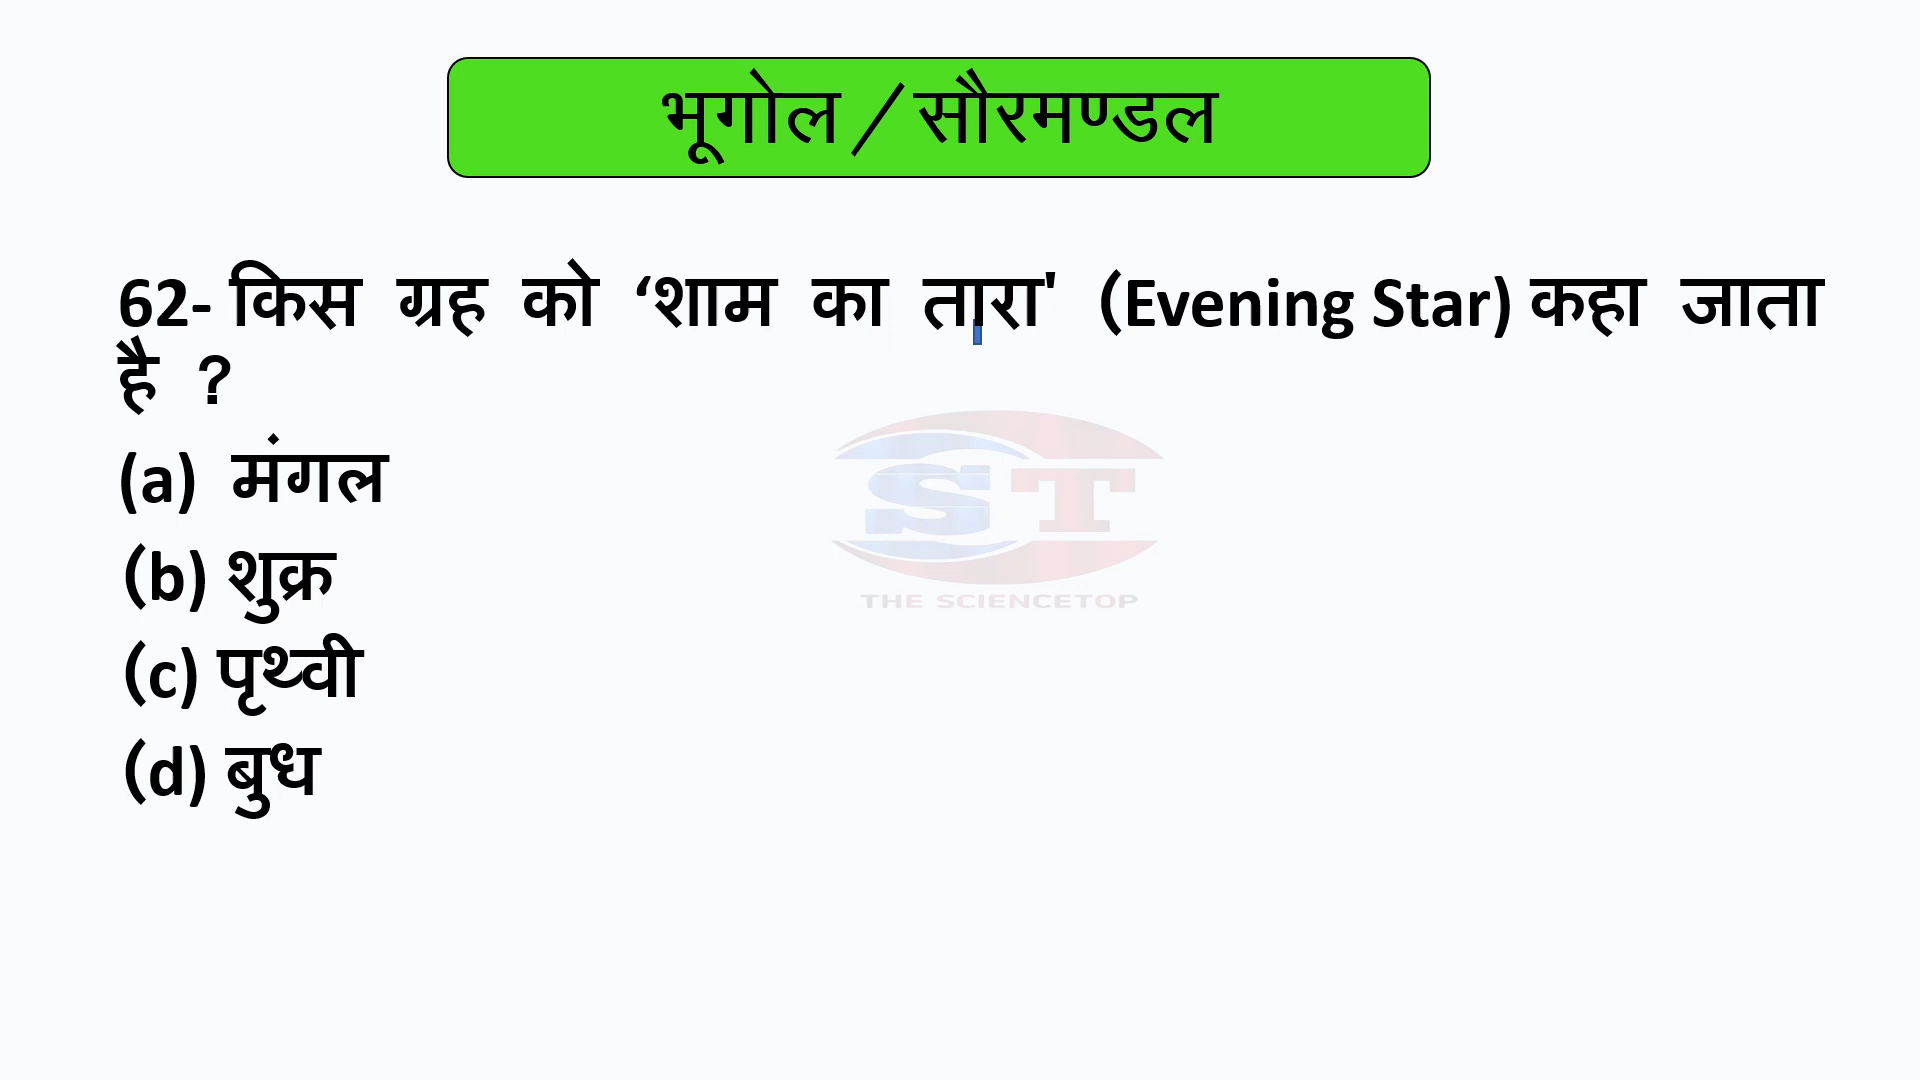 भूगोल/सौरमण्डल
62- किस ग्रह को ‘शाम का तारा' (Evening Star) कहा जाता
है ?
(a) मंगल
ST
THE SCIENCETOP
(b) शुक्र
(c) पृथ्वी
(d) बुध